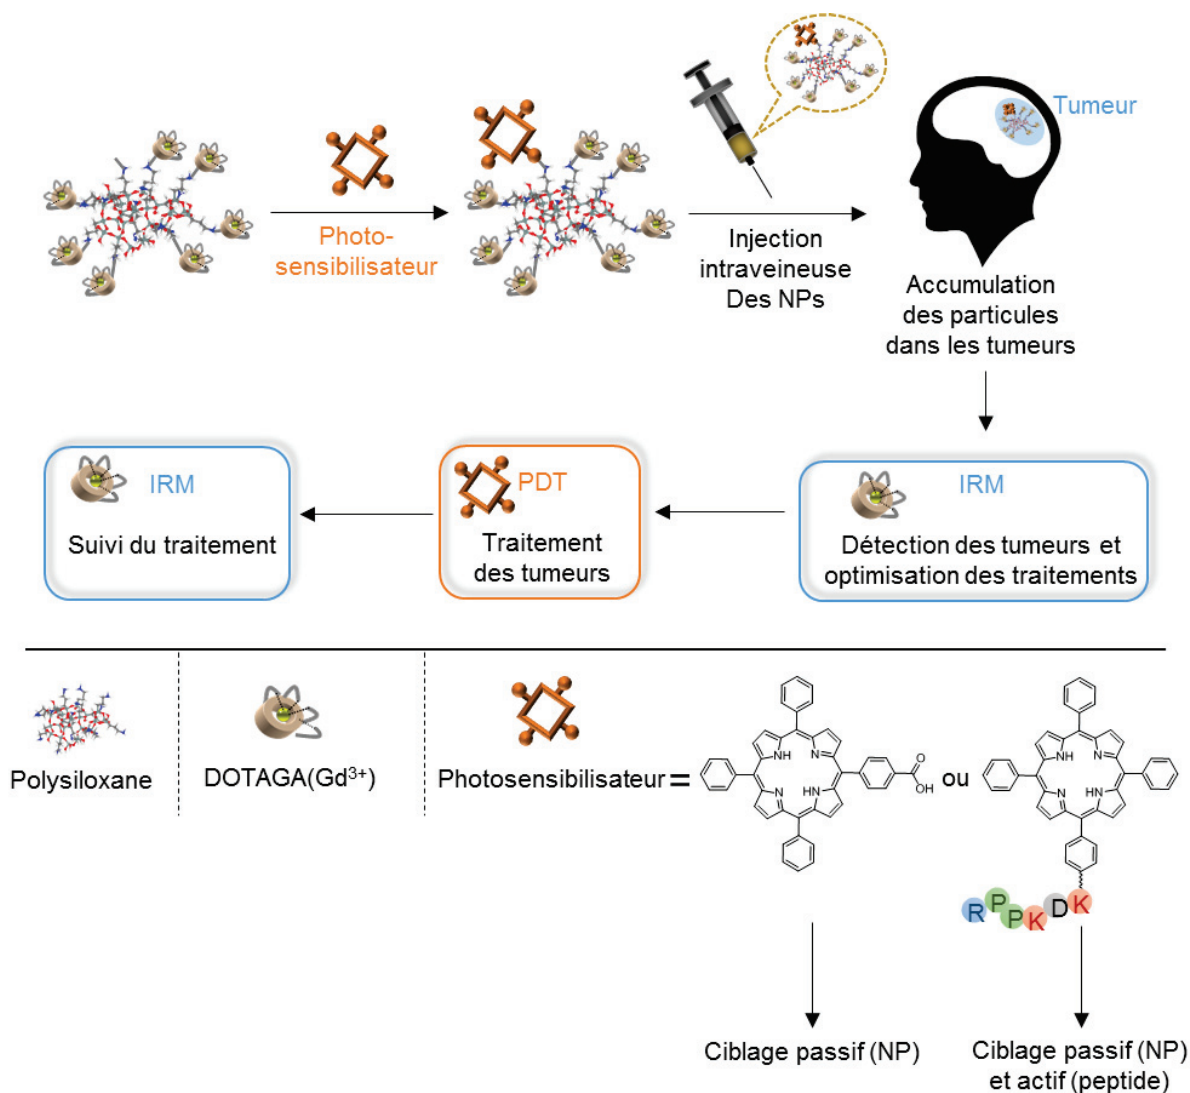 Tumeur
Photo-
sensibilisateur
Injection
intraveineuse
Des NPs
Accumulation
des particules
dans les tumeurs
IRM
Suivi du traitement
PDT
Traitement
des tumeurs
IRM
Détection des tumeurs et
optimisation des traitements
Polysiloxane
DOTAGA(Gd³⁺)
Photosensibilisateur =
NH
N
N
HN
O
OH
ou
NH
N
N
HN
R P P K D K
Ciblage passif (NP)
Ciblage passif (NP)
et actif (peptide)